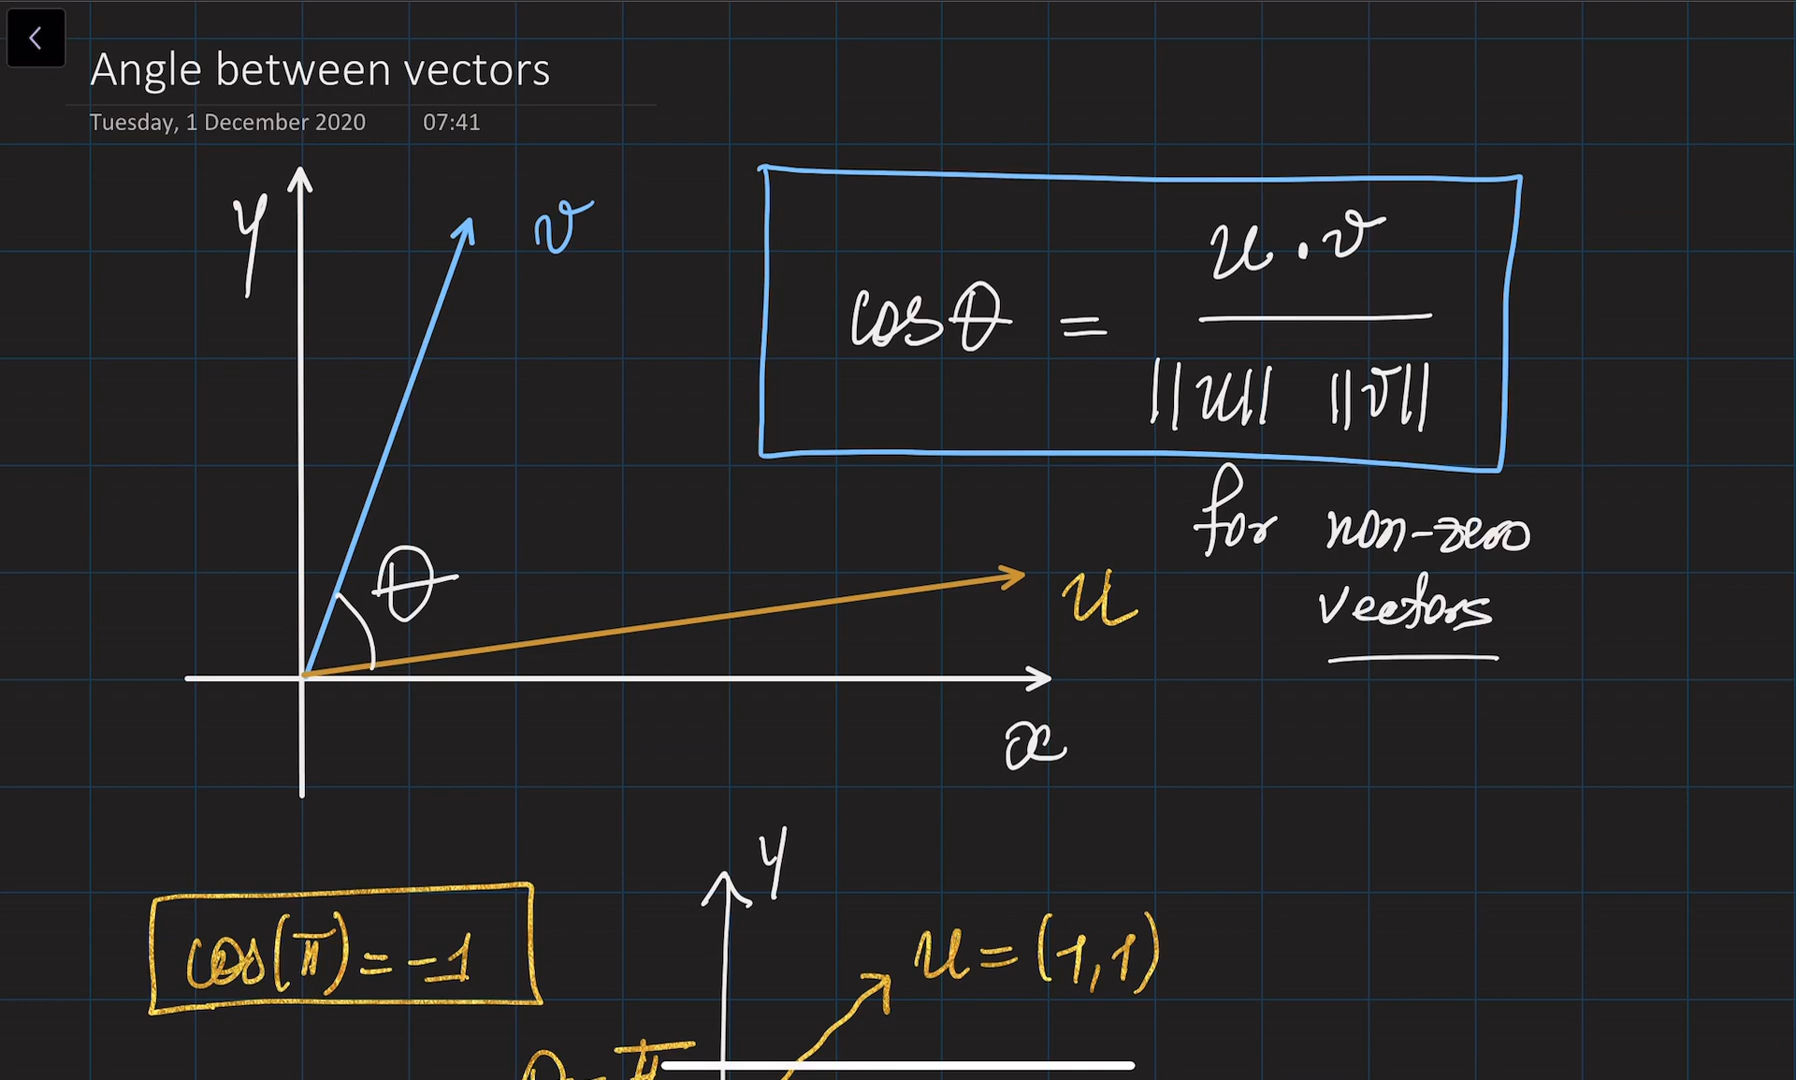 Angle between vectors
Tuesday, 1 December 2020 07:41
y
v
cosθ = u . v
||u|| ||v||
for non-zero
vectors
θ
u
x
y
cos(π) = -1
u = (1,1)